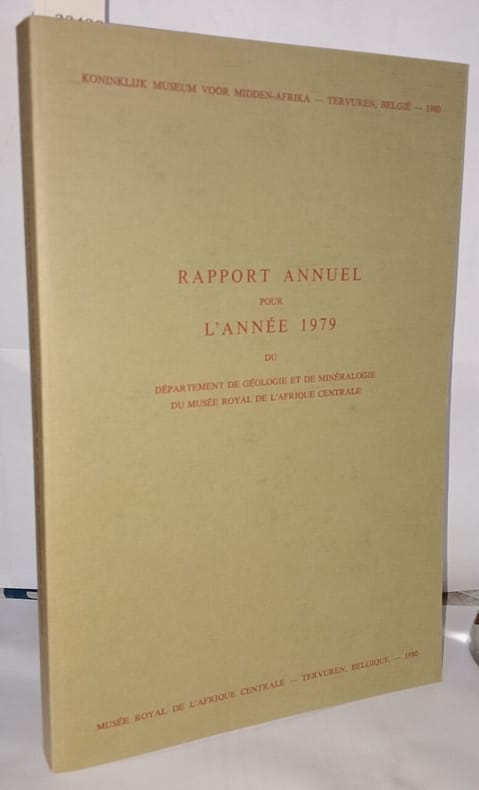 KONINKLIJK MUSEUM VOOR MIDDEN-AFRIKA — TERVUREN, BELGIË — 1980
RAPPORT ANNUEL
POUR
L'ANNÉE 1979
DU
DÉPARTEMENT DE GÉOLOGIE ET DE MINÉRALOGIE
DU MUSÉE ROYAL DE L'AFRIQUE CENTRALE
MUSÉE ROYAL DE L'AFRIQUE CENTRALE — TERVUREN, BELGIQUE — 1980